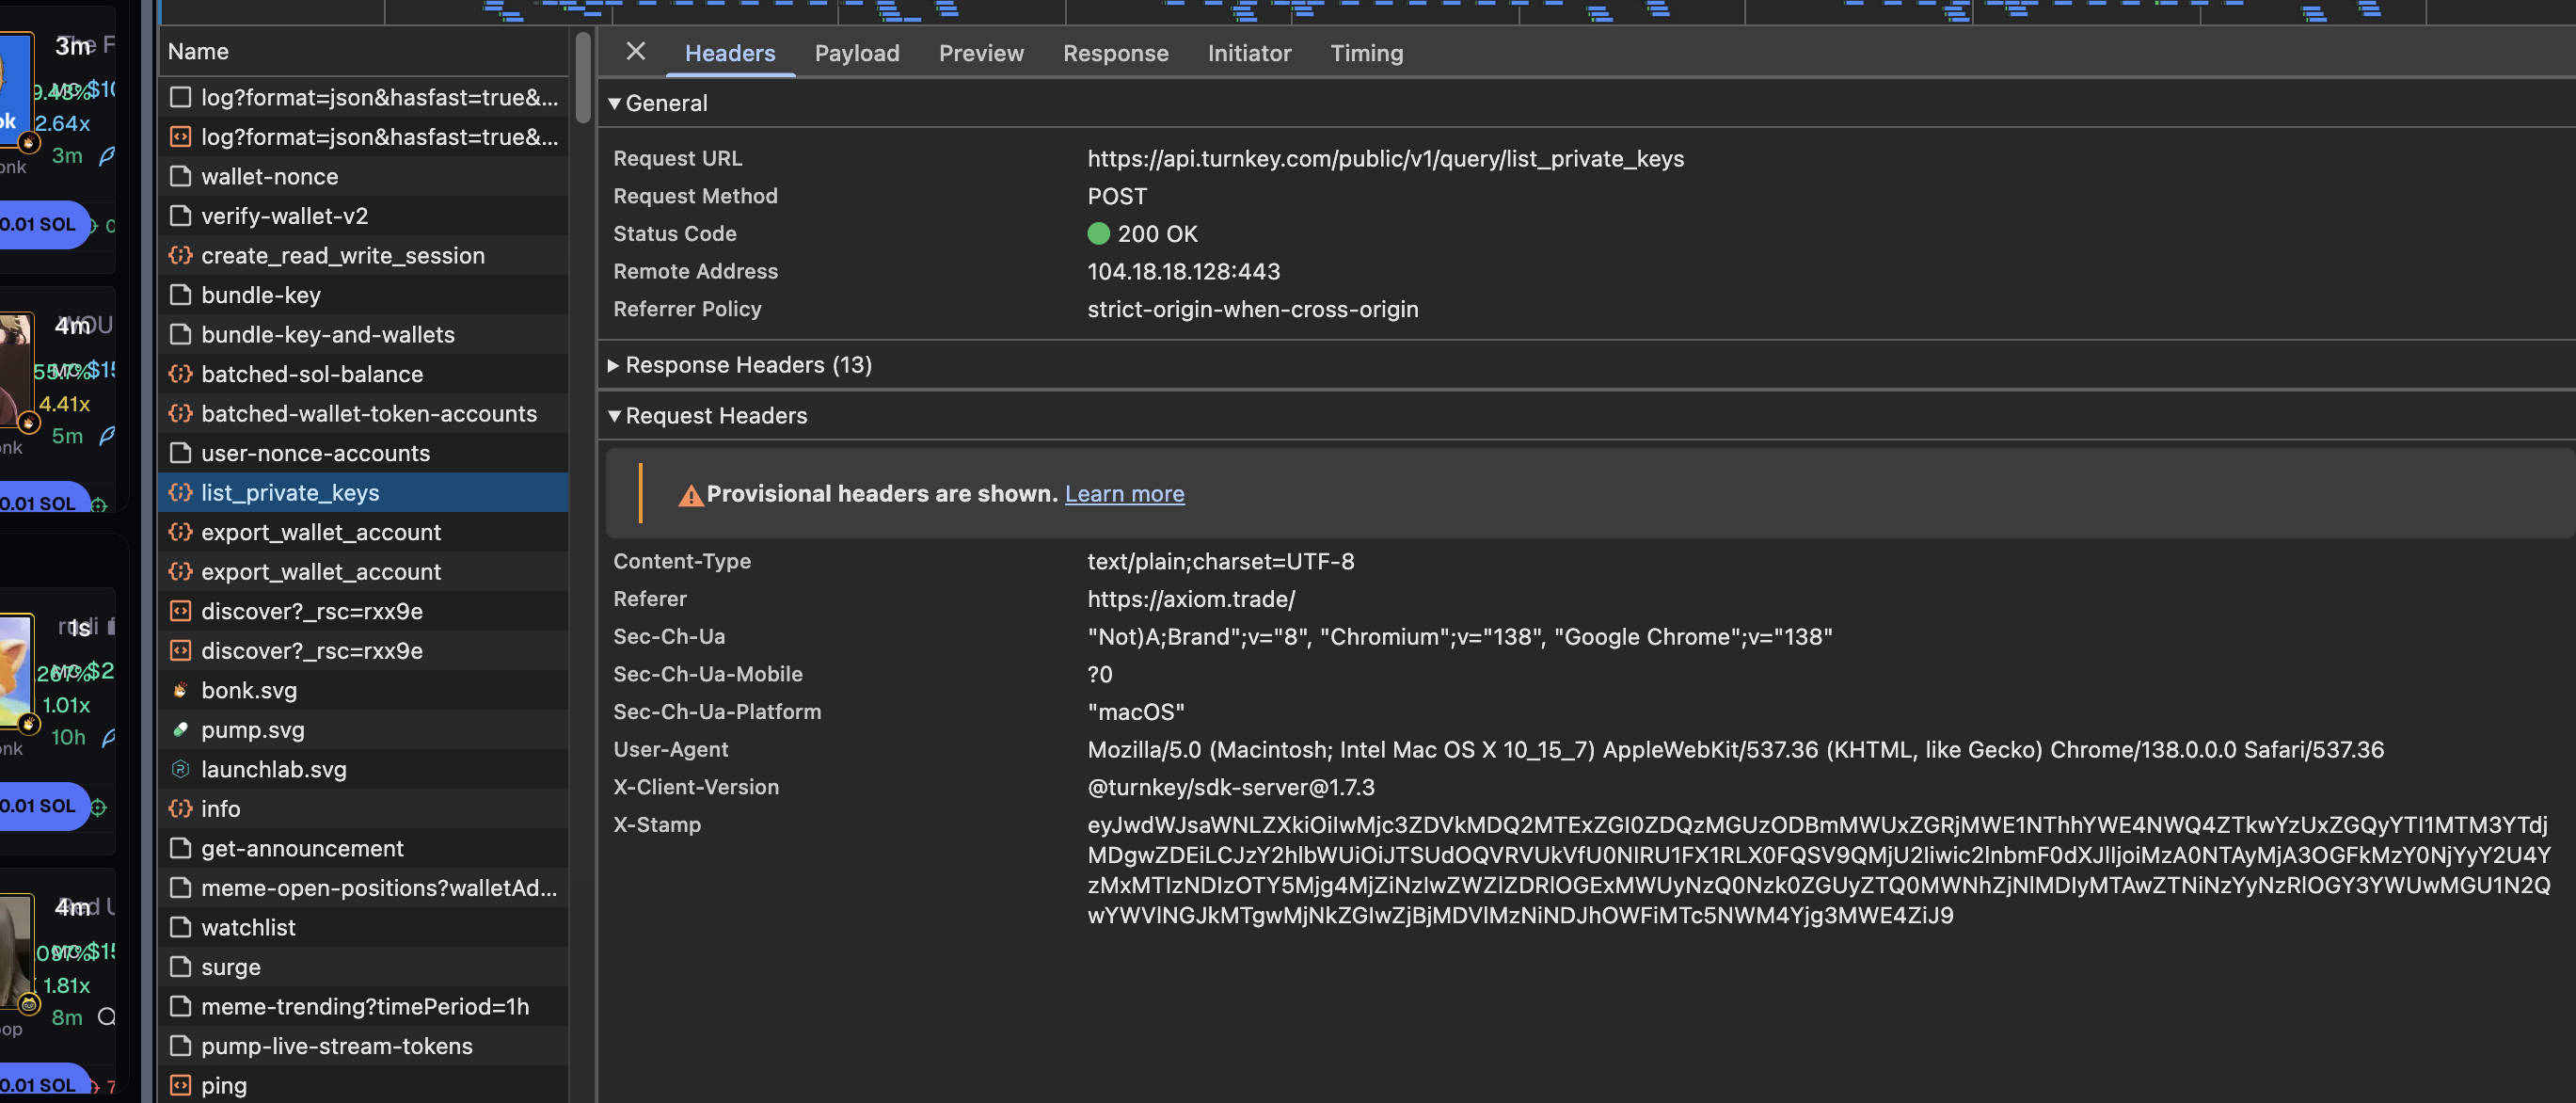 3m
9.43%
$10
2.64x
3m
0.01 SOL
4m
55.7%
$15
4.41x
5m
0.01 SOL
1s
$2
1.01x
10h
0.01 SOL
4m
$15
1.81x
8m
0.01 SOL
7
Name
log?format=json&hasfast=true&...
log?format=json&hasfast=true&...
wallet-nonce
verify-wallet-v2
create_read_write_session
bundle-key
bundle-key-and-wallets
batched-sol-balance
batched-wallet-token-accounts
user-nonce-accounts
list_private_keys
export_wallet_account
export_wallet_account
discover?_rsc=rxx9e
discover?_rsc=rxx9e
bonk.svg
pump.svg
launchlab.svg
info
get-announcement
meme-open-positions?walletAd...
watchlist
surge
meme-trending?timePeriod=1h
pump-live-stream-tokens
ping
Headers Payload Preview Response Initiator Timing
General
Request URL https://api.turnkey.com/public/v1/query/list_private_keys
Request Method POST
Status Code 200 OK
Remote Address 104.18.18.128:443
Referrer Policy strict-origin-when-cross-origin
Response Headers (13)
Request Headers
Provisional headers are shown. Learn more
Content-Type text/plain;charset=UTF-8
Referer https://axiom.trade/
Sec-Ch-Ua "Not)A;Brand";v="8", "Chromium";v="138", "Google Chrome";v="138"
Sec-Ch-Ua-Mobile ?0
Sec-Ch-Ua-Platform "macOS"
User-Agent Mozilla/5.0 (Macintosh; Intel Mac OS X 10_15_7) AppleWebKit/537.36 (KHTML, like Gecko) Chrome/138.0.0.0 Safari/537.36
X-Client-Version @turnkey/sdk-server@1.7.3
X-Stamp